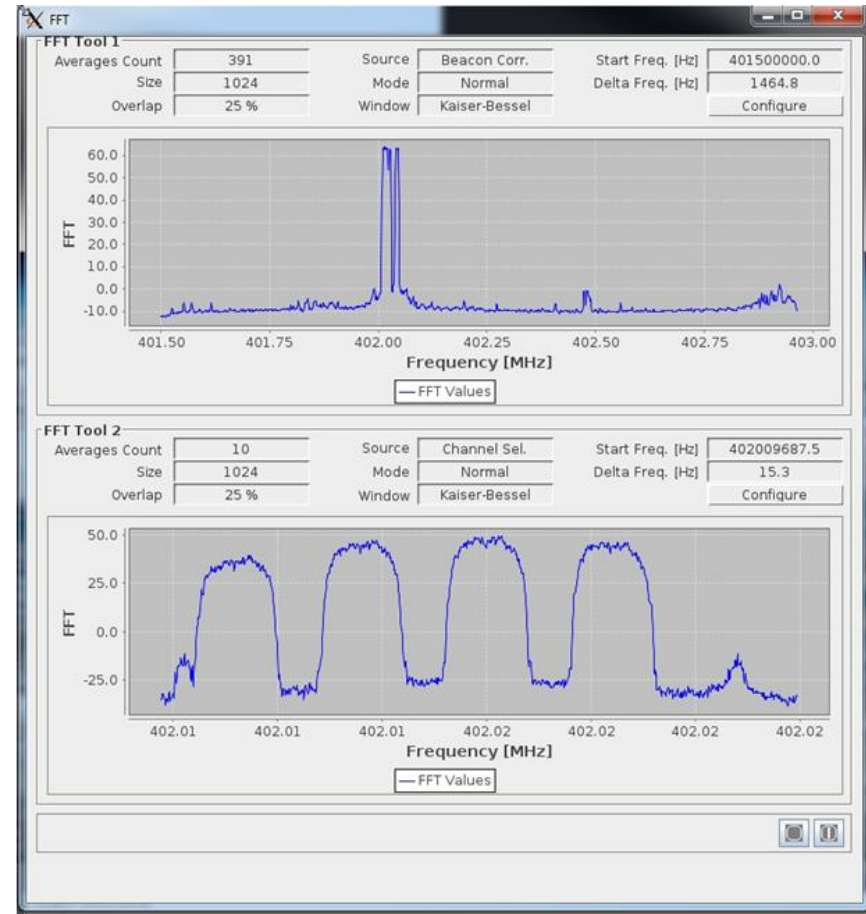 FFT
FFT Tool 1
Averages Count 391 Source Beacon Corr. Start Freq. [Hz] 401500000.0
Size 1024 Mode Normal Delta Freq. [Hz] 1464.8
Overlap 25 % Window Kaiser-Bessel Configure
60.0
50.0
40.0
30.0
20.0
10.0
0.0
-10.0
FFT
401.50 401.75 402.00 402.25 402.50 402.75 403.00
Frequency [MHz]
FFT Values
FFT Tool 2
Averages Count 10 Source Channel Sel. Start Freq. [Hz] 402009687.5
Size 1024 Mode Normal Delta Freq. [Hz] 15.3
Overlap 25 % Window Kaiser-Bessel Configure
50.0
25.0
0.0
-25.0
FFT
402.01 402.01 402.01 402.02 402.02 402.02 402.02
Frequency [MHz]
FFT Values